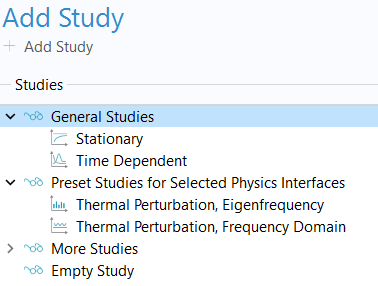 Add Study
+ Add Study
Studies
General Studies
Stationary
Time Dependent
Preset Studies for Selected Physics Interfaces
Thermal Perturbation, Eigenfrequency
Thermal Perturbation, Frequency Domain
More Studies
Empty Study